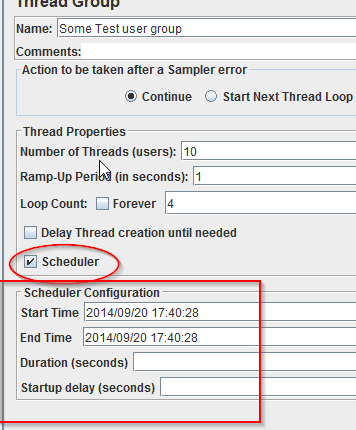 Thread Group
Name: Some Test user group
Comments:
Action to be taken after a Sampler error
Continue Start Next Thread Loop
Thread Properties
Number of Threads (users): 10
Ramp-Up Period (in seconds): 1
Loop Count: Forever 4
Delay Thread creation until needed
Scheduler
Scheduler Configuration
Start Time 2014/09/20 17:40:28
End Time 2014/09/20 17:40:28
Duration (seconds)
Startup delay (seconds)